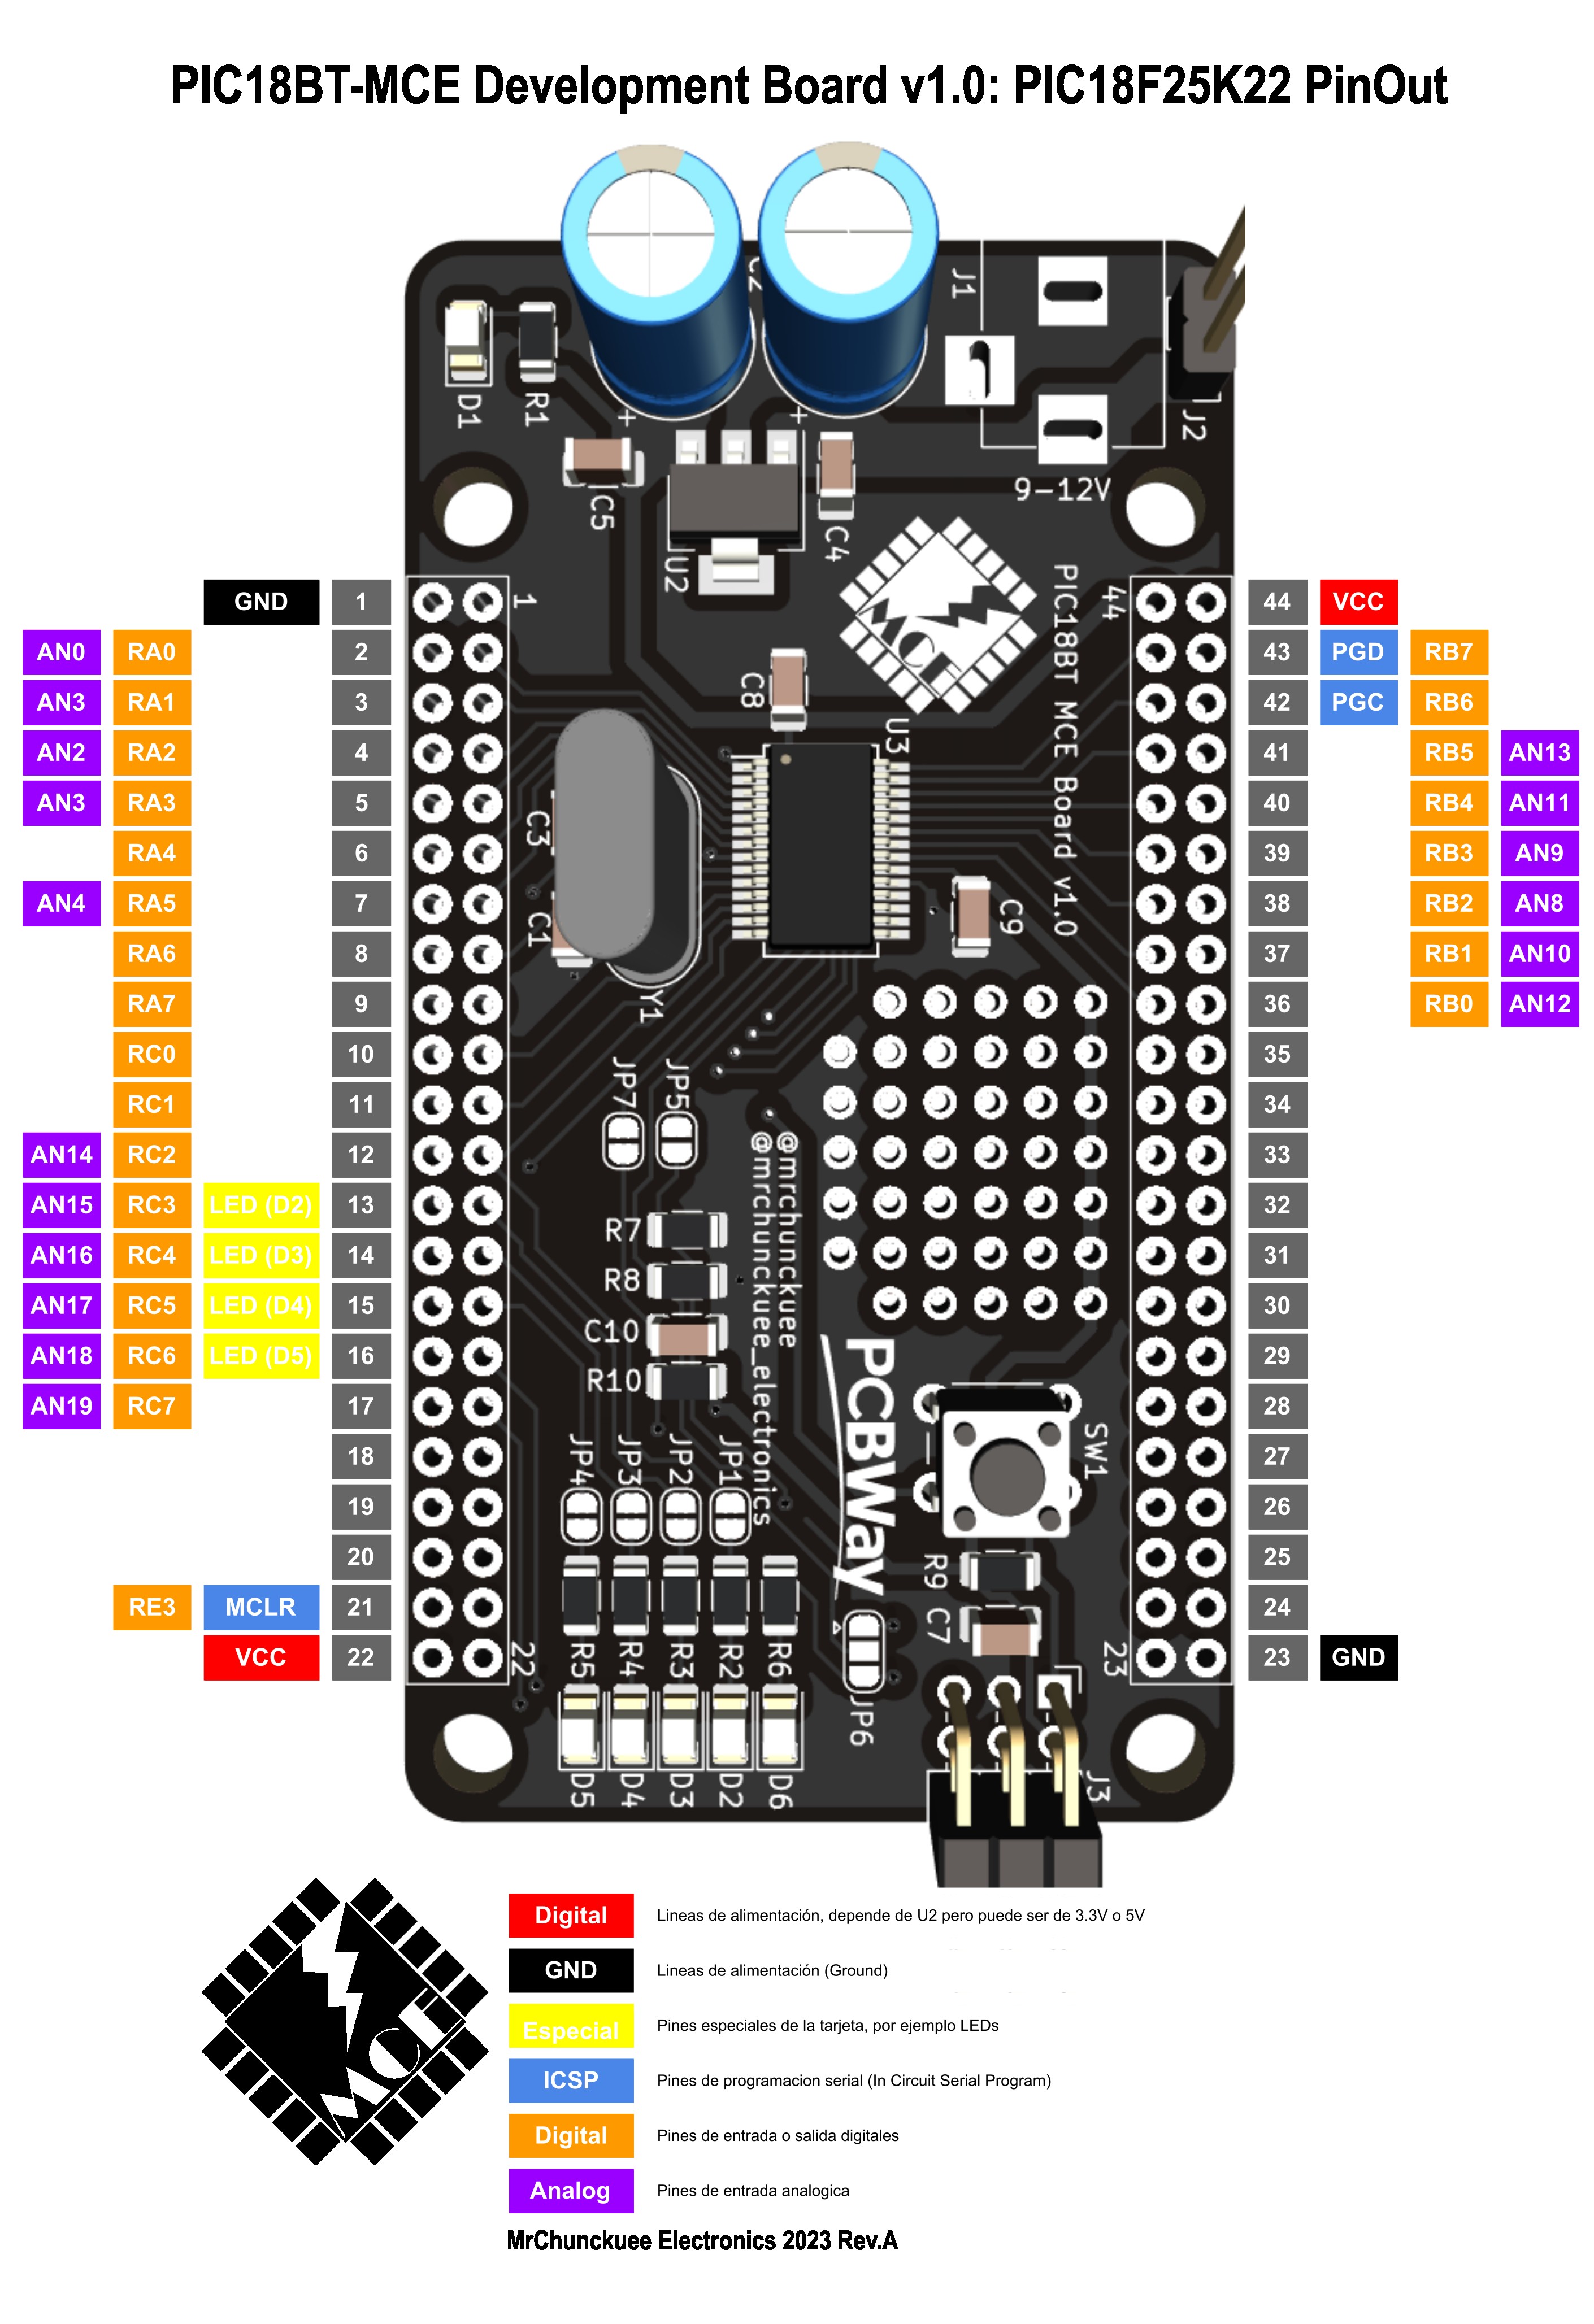 PIC18BT-MCE Development Board v1.0: PIC18F25K22 PinOut
C2
J1
J2
D1
R1
+
+
9-12V
C5
U2
C4
MCE
PIC18BT MCE Board v1.0
GND 1 1 44 44 VCC
AN0 RA0 2 43 PGD RB7
AN3 RA1 3 42 PGC RB6
C8
U3
AN2 RA2 4 41 RB5 AN13
AN3 RA3 5 40 RB4 AN11
C3
RA4 6 39 RB3 AN9
AN4 RA5 7 38 RB2 AN8
C1
C9
RA6 8 37 RB1 AN10
RA7 9 36 RB0 AN12
Y1
RC0 10 35
JP7
JP5
RC1 11 34
AN14 RC2 12 33
@mrchunckuee
@mrchunckuee_electronics
AN15 RC3 LED (D2) 13 32
R7
AN16 RC4 LED (D3) 14 31
R8
AN17 RC5 LED (D4) 15 30
C10
AN18 RC6 LED (D5) 16 29
R10
PCBWay
AN19 RC7 17 28
SW1
18 27
JP4
JP3
JP2
JP1
19 26
20 25
R9
C7
RE3 MCLR 21 24
VCC 22 22 23 23 GND
R5
R4
R3
R2
R6
JP6
D5
D4
D3
D2
D6
J3
MCE
Digital Lineas de alimentación, depende de U2 pero puede ser de 3.3V o 5V
GND Lineas de alimentación (Ground)
Especial Pines especiales de la tarjeta, por ejemplo LEDs
ICSP Pines de programacion serial (In Circuit Serial Program)
Digital Pines de entrada o salida digitales
Analog Pines de entrada analogica
MrChunckuee Electronics 2023 Rev.A